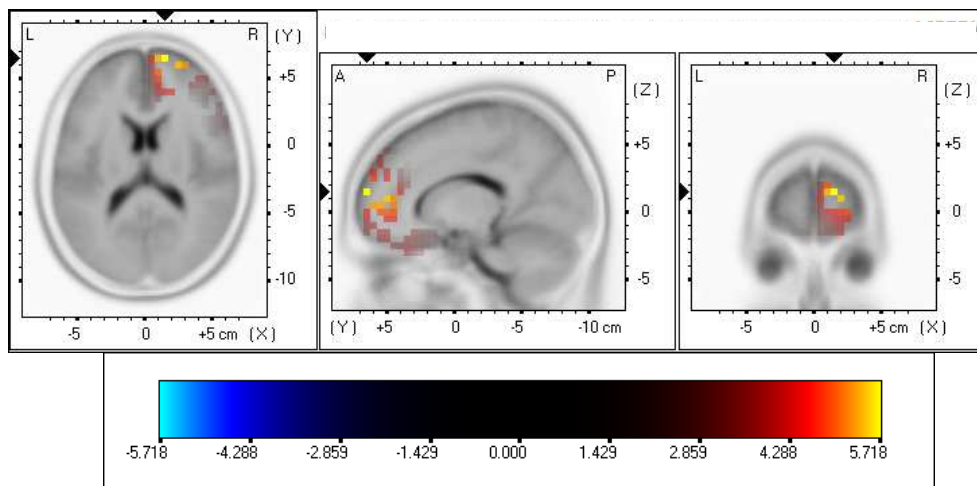 L R (Y)
+5
0
-5
-10
-5 0 +5 cm (X)
A P
(Z)
+5
0
-5
(Y) +5 0 -5 -10 cm
L R
(Z)
+5
0
-5
-5 0 +5 cm (X)
-5.718 -4.288 -2.859 -1.429 0.000 1.429 2.859 4.288 5.718